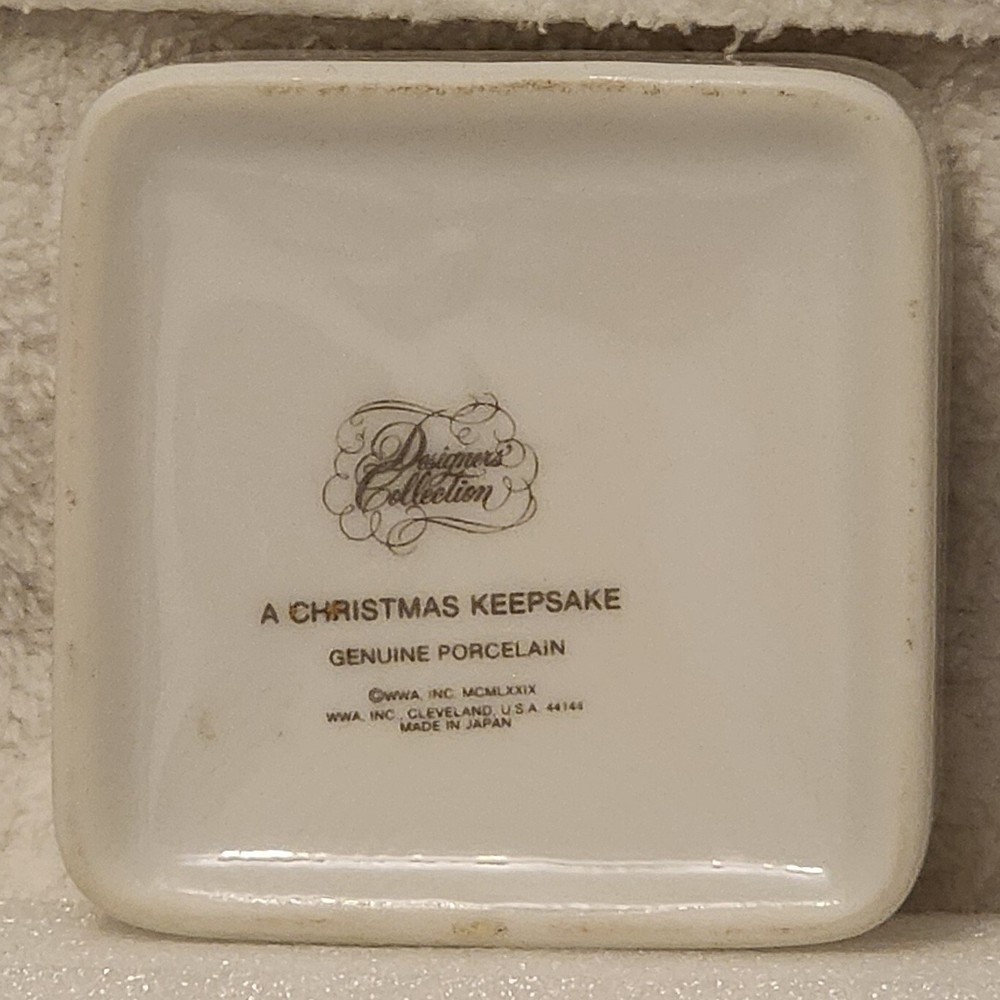 Designers'
Collection
A CHRISTMAS KEEPSAKE
GENUINE PORCELAIN
©WWA, INC. MCMLXXIX
WWA, INC., CLEVELAND, U.S.A. 44144
MADE IN JAPAN